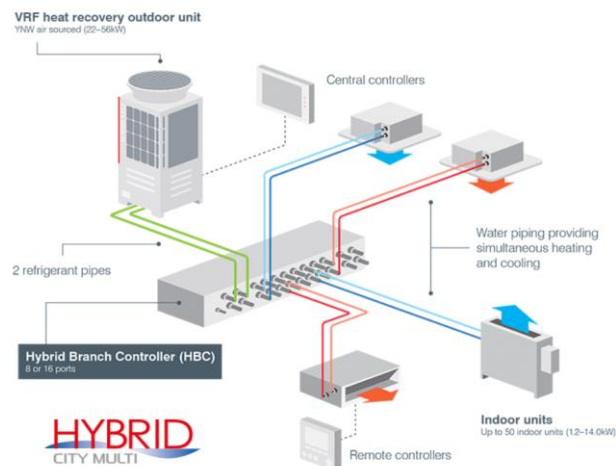 VRF heat recovery outdoor unit
YNW air sourced (22–56kW)
Central controllers
Water piping providing
simultaneous heating
and cooling
2 refrigerant pipes
Hybrid Branch Controller (HBC)
8 or 16 ports
Indoor units
Up to 50 indoor units (1.2–14.0kW)
HYBRID
CITY MULTI
Remote controllers